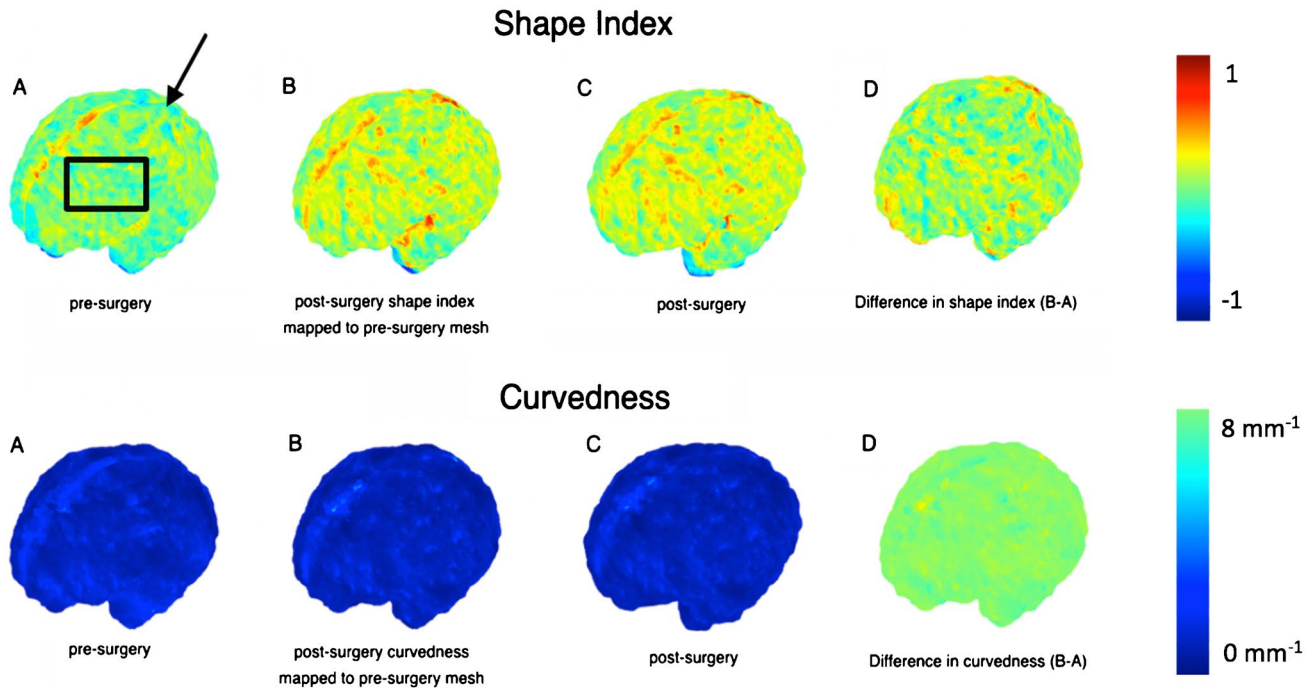 Shape Index
A
B
C
D
1
-1
pre-surgery
post-surgery shape index
mapped to pre-surgery mesh
post-surgery
Difference in shape index (B-A)
Curvedness
A
B
C
D
8 mm⁻¹
0 mm⁻¹
pre-surgery
post-surgery curvedness
mapped to pre-surgery mesh
post-surgery
Difference in curvedness (B-A)